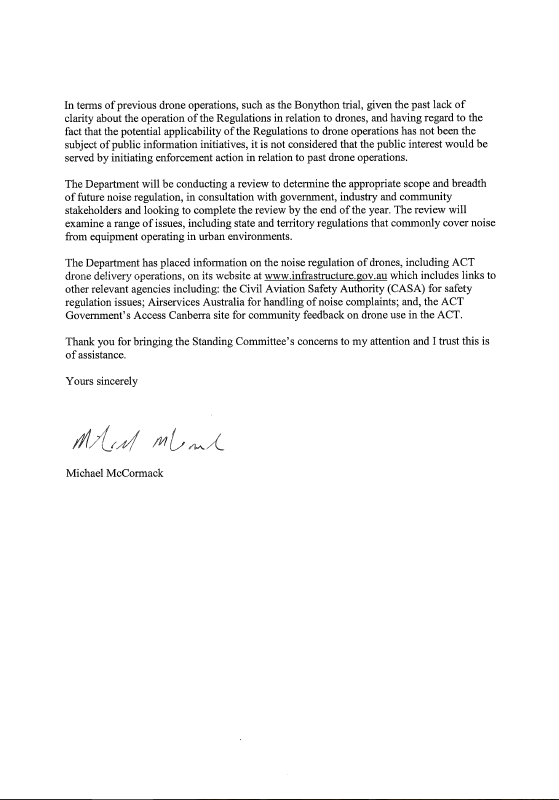 In terms of previous drone operations, such as the Bonython trial, given the past lack of
clarity about the operation of the Regulations in relation to drones, and having regard to the
fact that the potential applicability of the Regulations to drone operations has not been the
subject of public information initiatives, it is not considered that the public interest would be
served by initiating enforcement action in relation to past drone operations.
The Department will be conducting a review to determine the appropriate scope and breadth
of future noise regulation, in consultation with government, industry and community
stakeholders and looking to complete the review by the end of the year. The review will
examine a range of issues, including state and territory regulations that commonly cover noise
from equipment operating in urban environments.
The Department has placed information on the noise regulation of drones, including ACT
drone delivery operations, on its website at www.infrastructure.gov.au which includes links to
other relevant agencies including: the Civil Aviation Safety Authority (CASA) for safety
regulation issues; Airservices Australia for handling of noise complaints; and, the ACT
Government's Access Canberra site for community feedback on drone use in the ACT.
Thank you for bringing the Standing Committee's concerns to my attention and I trust this is
of assistance.
Yours sincerely
Michael McCormack